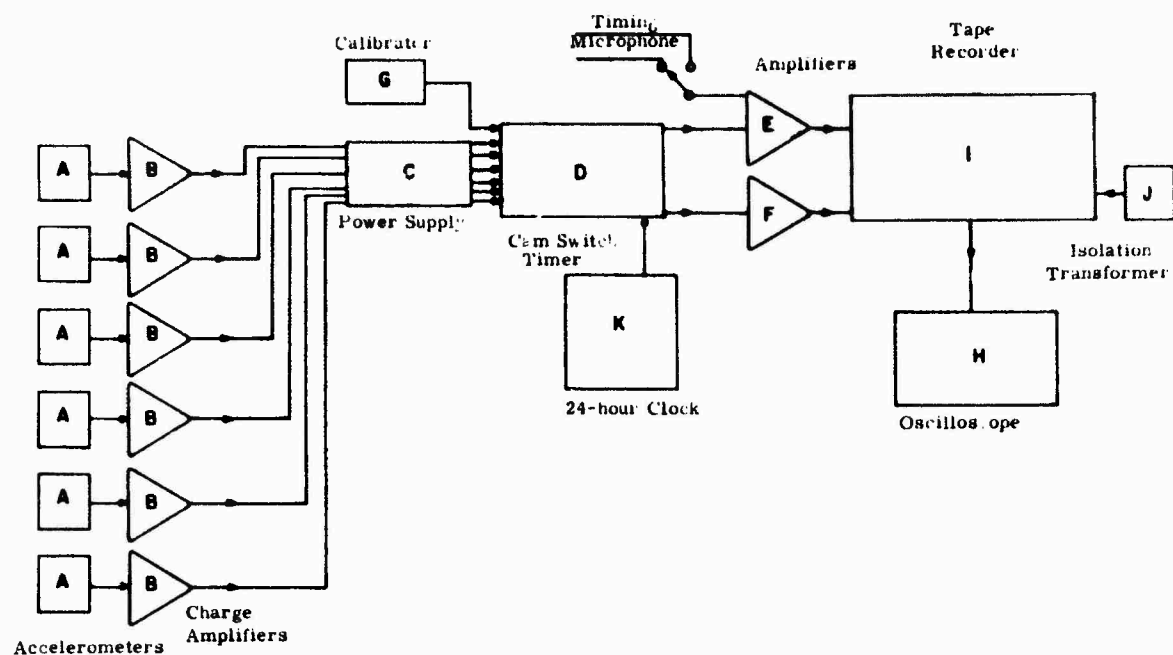 Timing
Microphone
Calibrator
Amplifiers
Tape
Recorder
G
E
I
A
B
C
D
J
F
Power Supply
Cam Switch
Timer
Isolation
Transformer
A
B
K
H
A
B
24-hour Clock
Oscilloscope
A
B
A
B
A
B
Charge
Amplifiers
Accelerometers